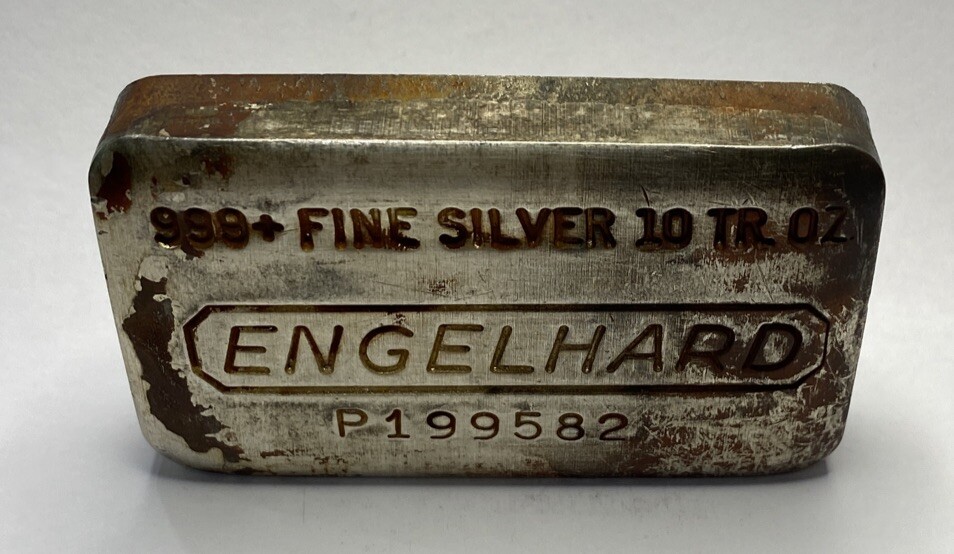 999+ FINE SILVER 10 TR. OZ.
ENGELHARD
P199582